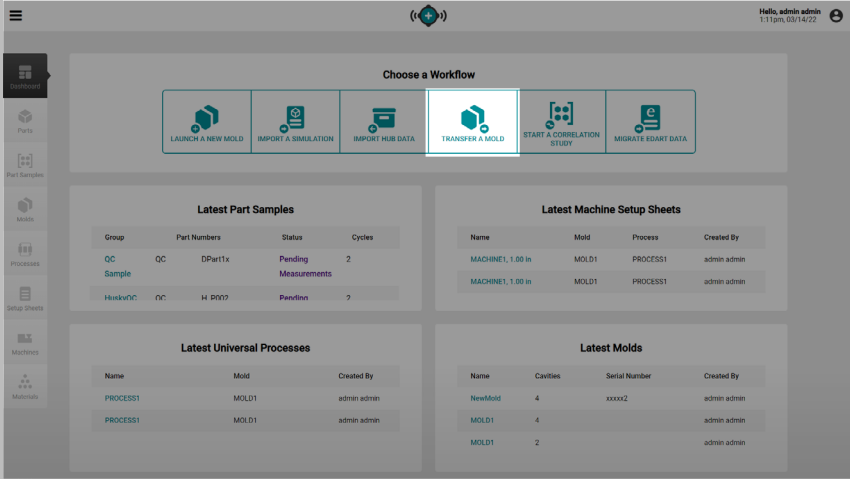 Hello, admin admin
1:11pm, 03/14/22
Dashboard
Parts
Part Samples
Molds
Processes
Setup Sheets
Machines
Materials
Choose a Workflow
LAUNCH A NEW MOLD
IMPORT A SIMULATION
IMPORT HUB DATA
TRANSFER A MOLD
START A CORRELATION
STUDY
MIGRATE EDART DATA
Latest Part Samples
Group Part Numbers Status Cycles
QC QC DPart1x Pending 2
Sample Measurements
HuskyQC QC H_P002 Pending 2
Latest Machine Setup Sheets
Name Mold Process Created By
MACHINE1, 1.00 in MOLD1 PROCESS1 admin admin
MACHINE1, 1.00 in MOLD1 PROCESS1 admin admin
Latest Universal Processes
Name Mold Created By
PROCESS1 MOLD1 admin admin
PROCESS1 MOLD1 admin admin
Latest Molds
Name Cavities Serial Number Created By
NewMold 4 xxxxx2 admin admin
MOLD1 4 admin admin
MOLD1 2 admin admin